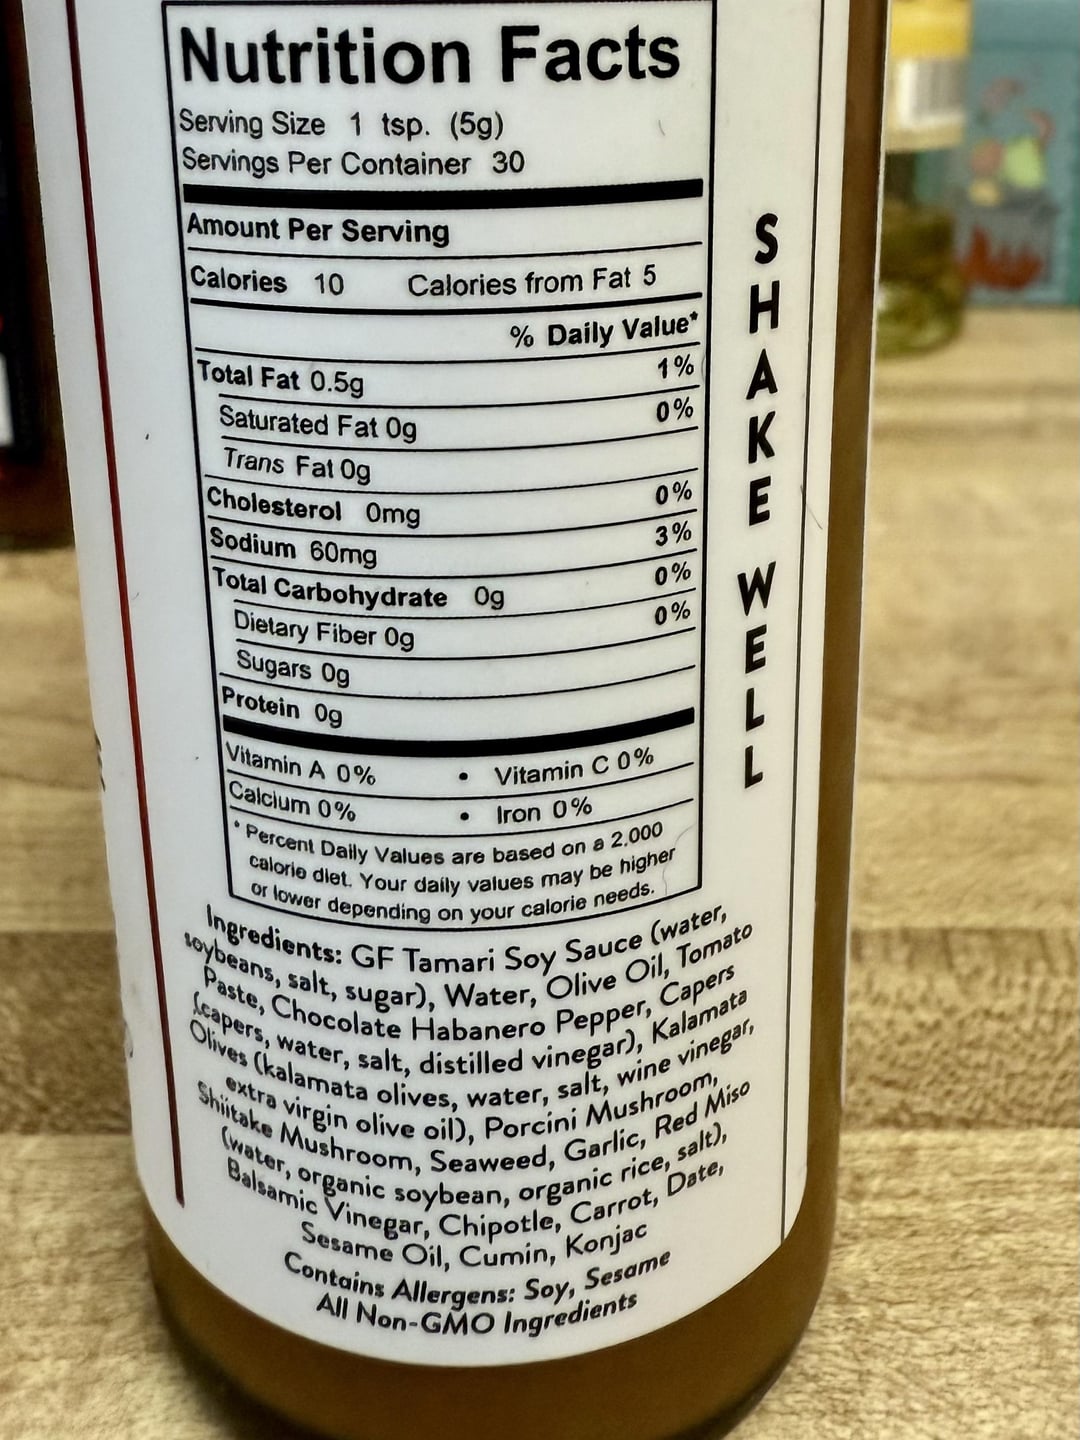 Nutrition Facts
Serving Size 1 tsp. (5g)
Servings Per Container 30
Amount Per Serving
Calories 10 Calories from Fat 5
% Daily Value*
Total Fat 0.5g 1%
Saturated Fat 0g 0%
Trans Fat 0g
Cholesterol 0mg 0%
Sodium 60mg 3%
Total Carbohydrate 0g 0%
Dietary Fiber 0g 0%
Sugars 0g
Protein 0g
Vitamin A 0% • Vitamin C 0%
Calcium 0% • Iron 0%
* Percent Daily Values are based on a 2,000
calorie diet. Your daily values may be higher
or lower depending on your calorie needs.
Ingredients: GF Tamari Soy Sauce (water,
soybeans, salt, sugar), Water, Olive Oil, Tomato
Paste, Chocolate Habanero Pepper, Capers
(capers, water, salt, distilled vinegar), Kalamata
Olives (kalamata olives, water, salt, wine vinegar,
extra virgin olive oil), Porcini Mushroom,
Shiitake Mushroom, Seaweed, Garlic, Red Miso
(water, organic soybean, organic rice, salt),
Balsamic Vinegar, Chipotle, Carrot, Date,
Sesame Oil, Cumin, Konjac
Contains Allergens: Soy, Sesame
All Non-GMO Ingredients
SHAKE WELL